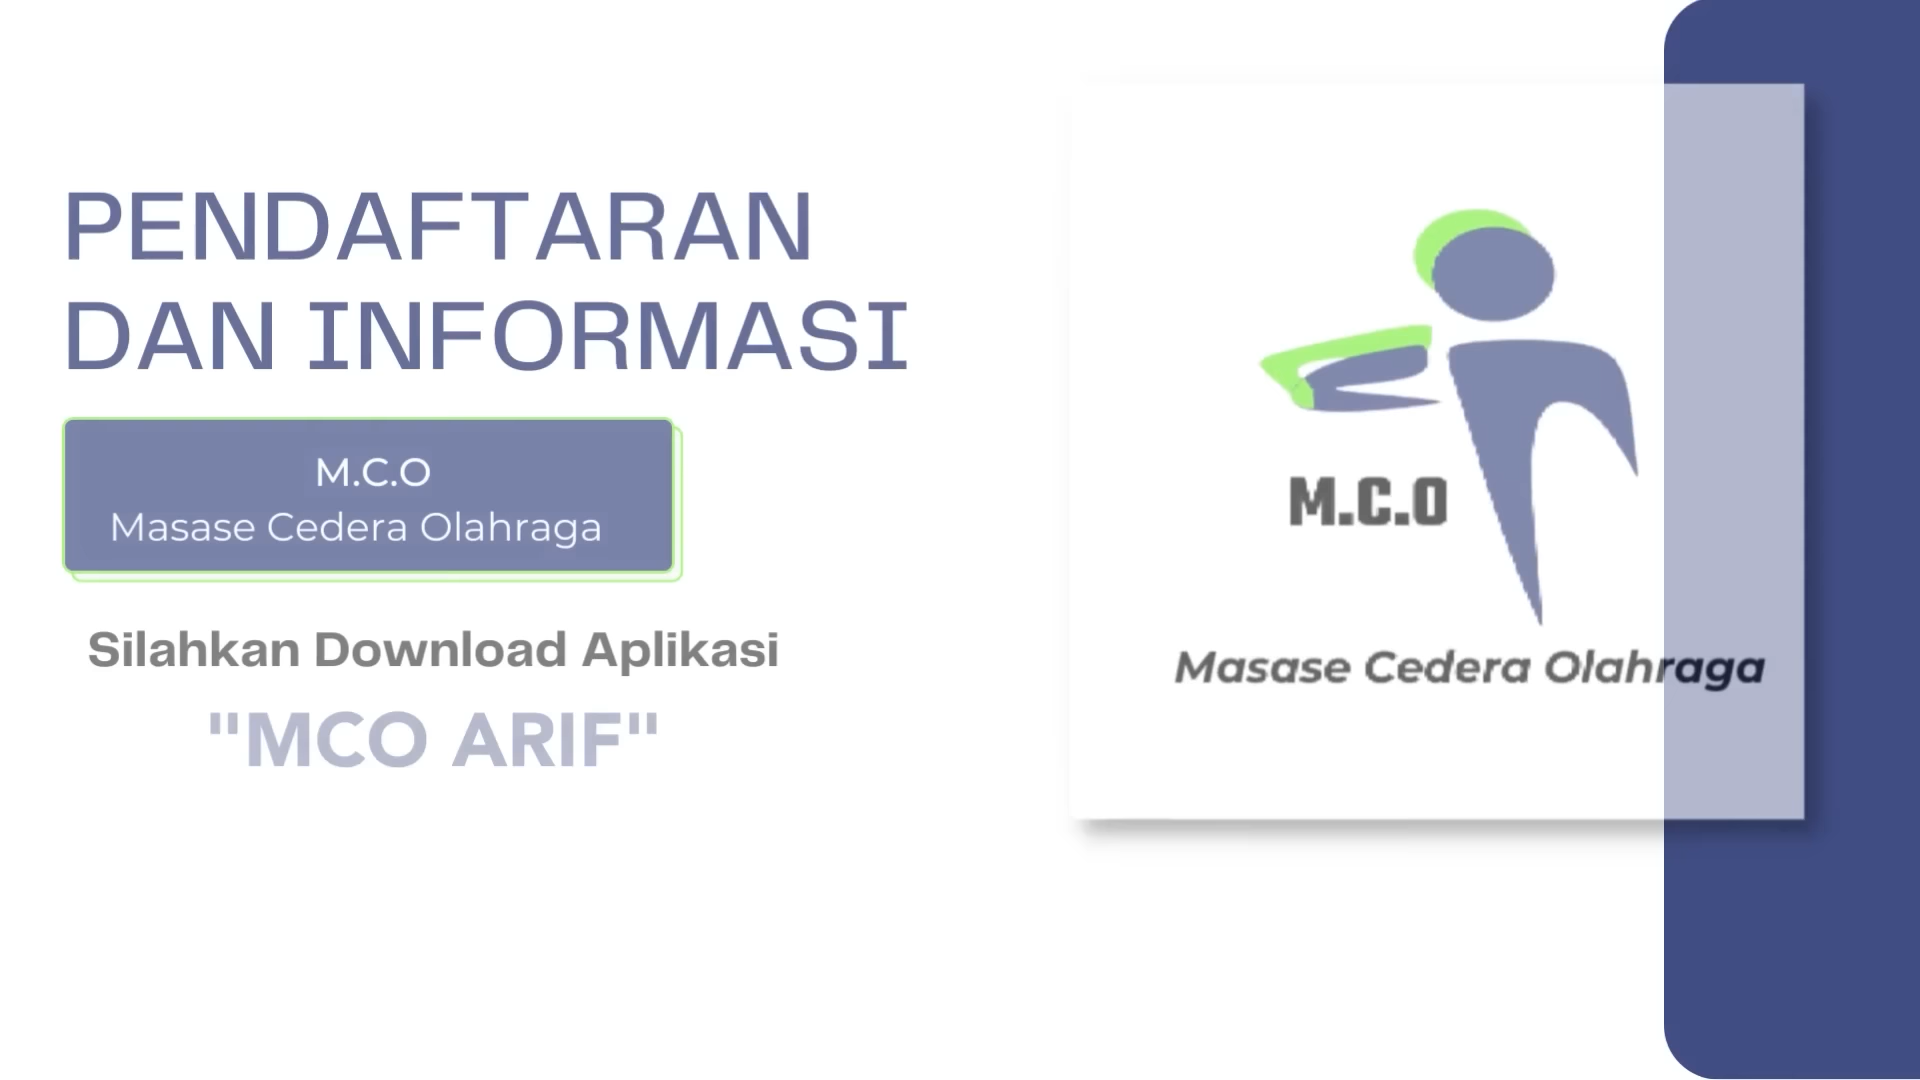 PENDAFTARAN
DAN INFORMASI
M.C.O
Masase Cedera Olahraga
Silahkan Download Aplikasi
"MCO ARIF"
M.C.O
Masase Cedera Olahraga